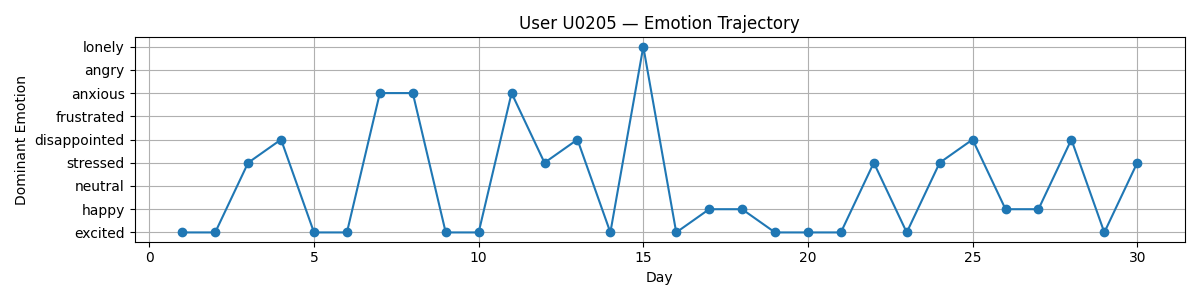 User U0205 — Emotion Trajectory
Dominant Emotion
lonely
angry
anxious
frustrated
disappointed
stressed
neutral
happy
excited
0 5 10 15 20 25 30
Day